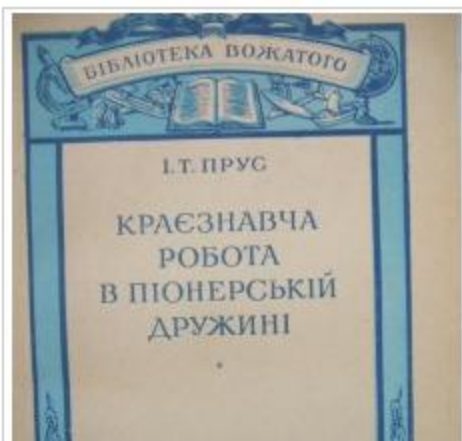 БІБЛІОТЕКА ВОЖАТОГО
І. Т. ПРУС
КРАЄЗНАВЧА
РОБОТА
В ПІОНЕРСЬКІЙ
ДРУЖИНІ